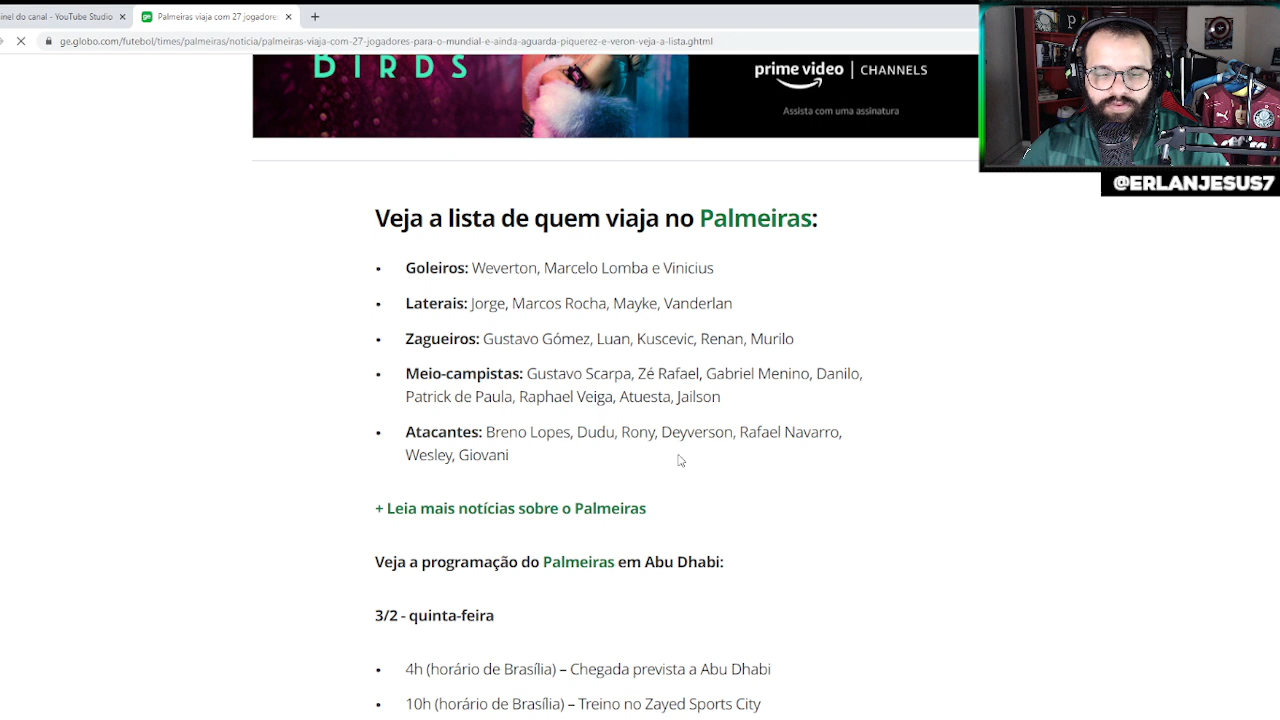 inel do canal - YouTube Studio
ge Palmeiras viaja com 27 jogadores
ge.globo.com/futebol/times/palmeiras/noticia/palmeiras-viaja-com-27-jogadores-para-o-mundial-e-ainda-aguarda-piquerez-e-veron-veja-a-lista.ghtml
BIRDS
prime video | CHANNELS
Assista com uma assinatura
@ERLANJESUS7
Veja a lista de quem viaja no Palmeiras:
• Goleiros: Weverton, Marcelo Lomba e Vinicius
• Laterais: Jorge, Marcos Rocha, Mayke, Vanderlan
• Zagueiros: Gustavo Gómez, Luan, Kuscevic, Renan, Murilo
• Meio-campistas: Gustavo Scarpa, Zé Rafael, Gabriel Menino, Danilo,
Patrick de Paula, Raphael Veiga, Atuesta, Jailson
• Atacantes: Breno Lopes, Dudu, Rony, Deyverson, Rafael Navarro,
Wesley, Giovani
+ Leia mais notícias sobre o Palmeiras
Veja a programação do Palmeiras em Abu Dhabi:
3/2 - quinta-feira
• 4h (horário de Brasília) – Chegada prevista a Abu Dhabi
• 10h (horário de Brasília) – Treino no Zayed Sports City